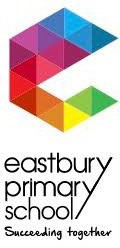 eastbury
primary
school
Succeeding together